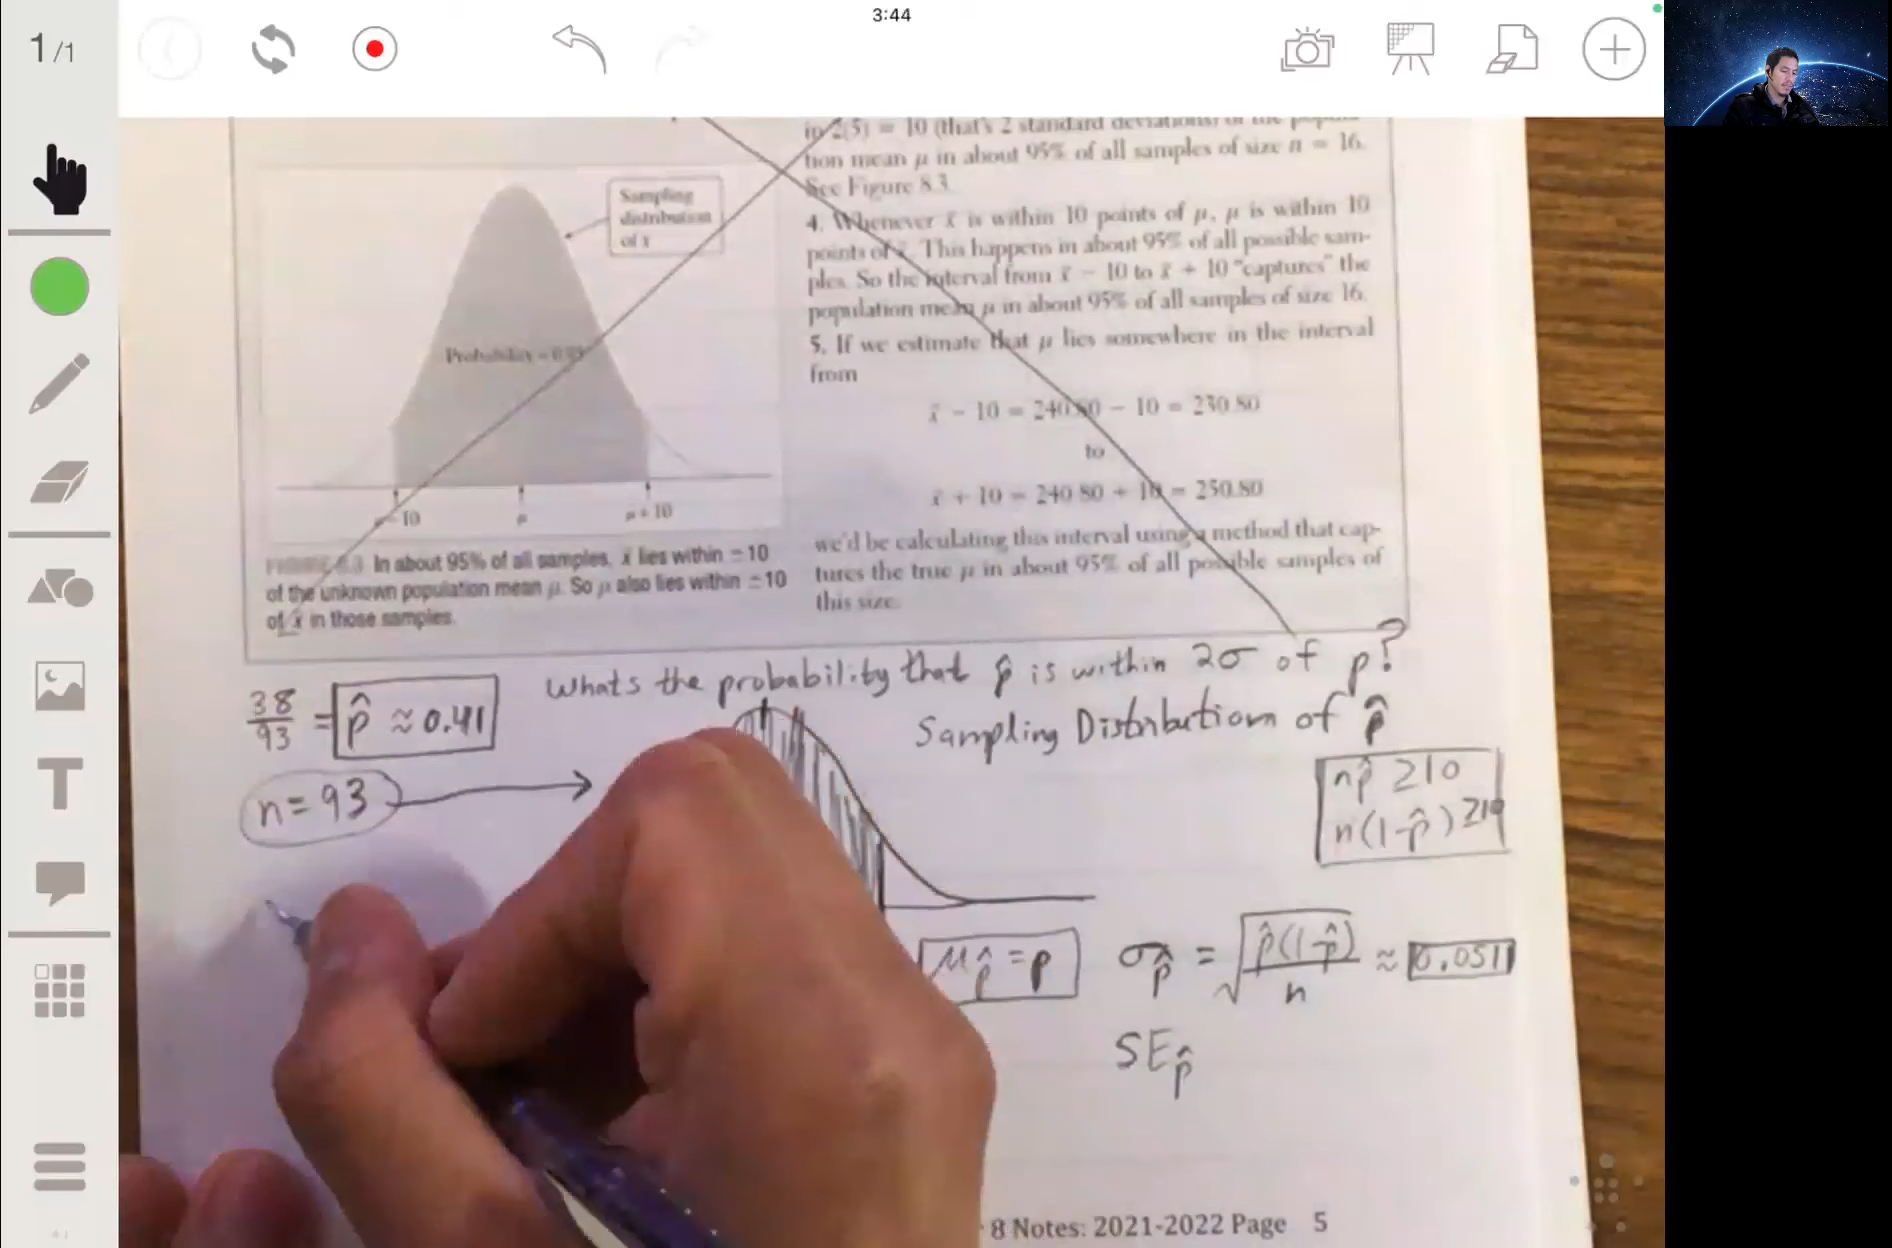 3:44
1/1
T
in 2(5) = 10 (that's 2 standard deviations) of the
tion mean μ in about 95% of all samples of size n = 16.
See Figure 8.3.
Sampling
distribution
of x̄
Probability = 0.95
μ - 10
μ
μ + 10
4. Whenever x̄ is within 10 points of μ, μ is within 10
points of x̄. This happens in about 95% of all possible sam-
ples. So the interval from x̄ - 10 to x̄ + 10 "captures" the
population mean μ in about 95% of all samples of size 16.
5. If we estimate that μ lies somewhere in the interval
from
x̄ - 10 = 240.80 - 10 = 230.80
to
x̄ + 10 = 240.80 + 10 = 250.80
we'd be calculating this interval using a method that cap-
tures the true μ in about 95% of all possible samples of
this size.
FIGURE 8.3 In about 95% of all samples, x̄ lies within ±10
of the unknown population mean μ. So μ also lies within ±10
of x̄ in those samples.
Whats the probability that p̂ is within 2σ of p?
38/93 = p̂ ≈ 0.41
Sampling Distribution of p̂
n = 93
np̂ ≥10
n(1-p̂) ≥10
μp̂ = p
σp̂ = √(p̂(1-p̂)/n) ≈ 0.051
SEp̂
8 Notes: 2021-2022 Page 5